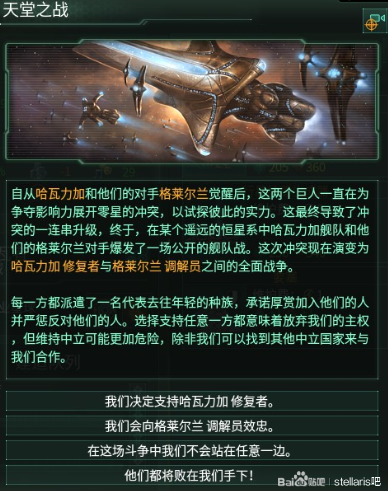 天堂之战
自从哈瓦力加和他们的对手格莱尔兰觉醒后，这两个巨人一直在为
争夺影响力展开零星的冲突，以试探彼此的实力。这最终导致了冲
突的一连串升级，终于，在某个遥远的恒星系中哈瓦力加舰队和他
们的格莱尔兰对手爆发了一场公开的舰队战。这次冲突现在演变为
哈瓦力加 修复者与格莱尔兰 调解员之间的全面战争。
每一方都派遣了一名代表去往年轻的种族，承诺厚赏加入他们的人
并严惩反对他们的人。选择支持任意一方都意味着放弃我们的主权
，但维持中立可能更加危险，除非我们可以找到其他中立国家来与
我们合作。
我们决定支持哈瓦力加 修复者。
我们会向格莱尔兰 调解员效忠。
在这场斗争中我们不会站在任意一边。
他们都将败在我们手下！
Bai du 贴吧 | stellaris吧